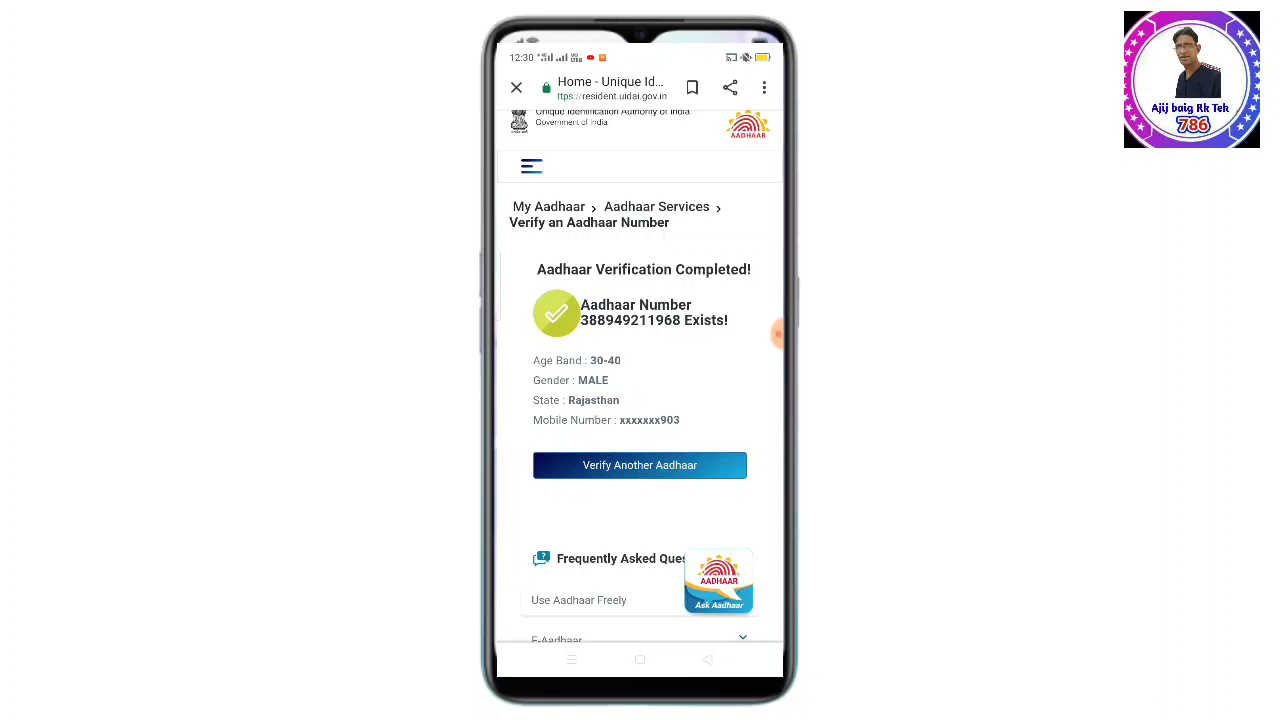 12:30
Home - Unique Id...
ttps://resident.uidai.gov.in
Unique Identification Authority of India
Government of India
AADHAAR
My Aadhaar > Aadhaar Services >
Verify an Aadhaar Number
Aadhaar Verification Completed!
Aadhaar Number
388949211968 Exists!
Age Band : 30-40
Gender : MALE
State : Rajasthan
Mobile Number : xxxxxxx903
Verify Another Aadhaar
Frequently Asked Ques
AADHAAR
Ask Aadhaar
Use Aadhaar Freely
E-Aadhaar
Ajij baig Rk Tek
786